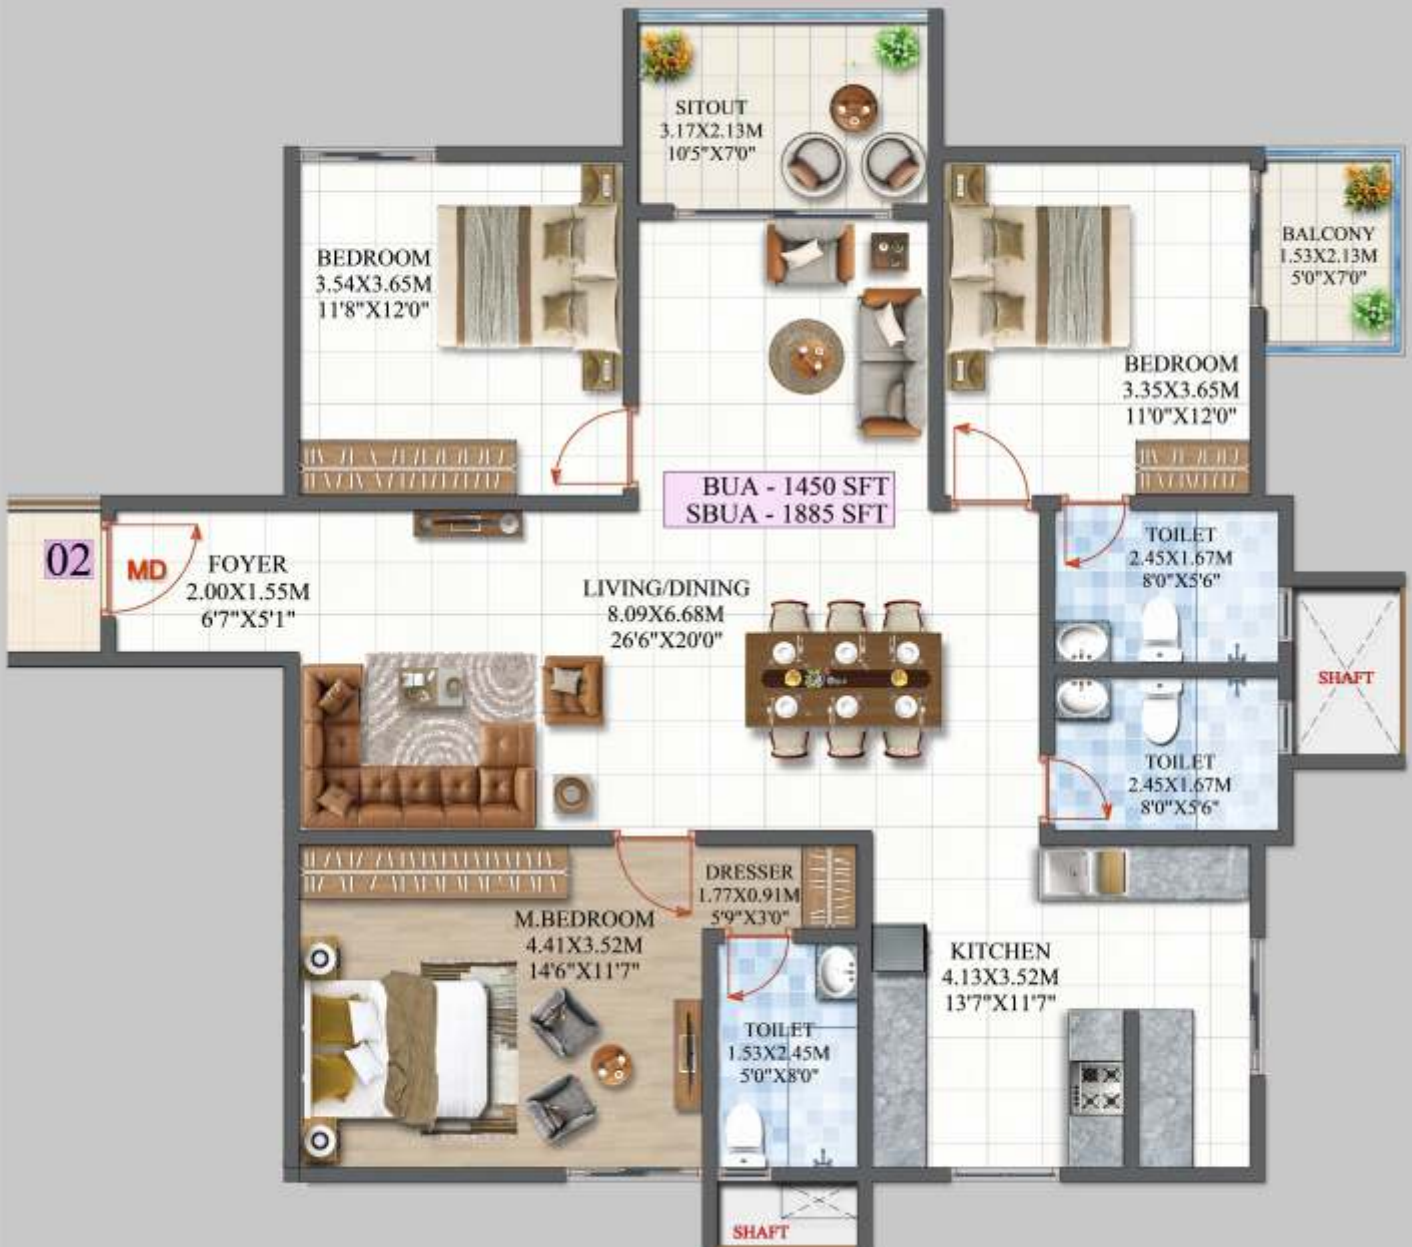 SITOUT
3.17X2.13M
10'5"X7'0"
BEDROOM
3.54X3.65M
11'8"X12'0"
BALCONY
1.53X2.13M
5'0"X7'0"
BEDROOM
3.35X3.65M
11'0"X12'0"
BUA - 1450 SFT
SBUA - 1885 SFT
02
MD
FOYER
2.00X1.55M
6'7"X5'1"
LIVING/DINING
8.09X6.68M
26'6"X20'0"
TOILET
2.45X1.67M
8'0"X5'6"
SHAFT
TOILET
2.45X1.67M
8'0"X5'6"
DRESSER
1.77X0.91M
5'9"X3'0"
M.BEDROOM
4.41X3.52M
14'6"X11'7"
KITCHEN
4.13X3.52M
13'7"X11'7"
TOILET
1.53X2.45M
5'0"X8'0"
SHAFT